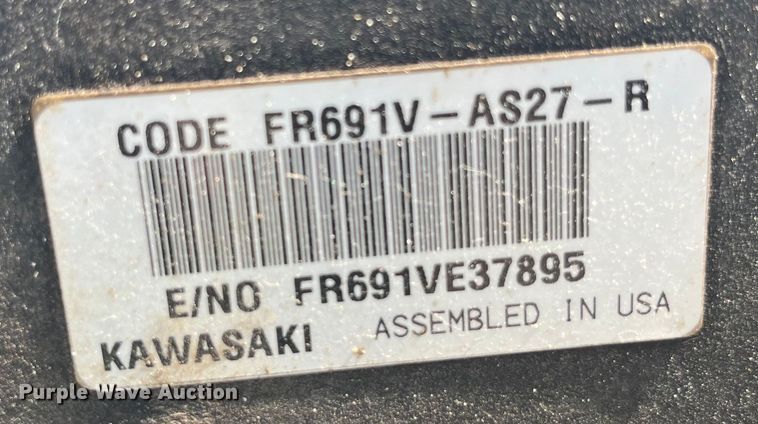 CODE FR691V-AS27-R
E/NO FR691VE37895
KAWASAKI ASSEMBLED IN USA
Purple Wave Auction